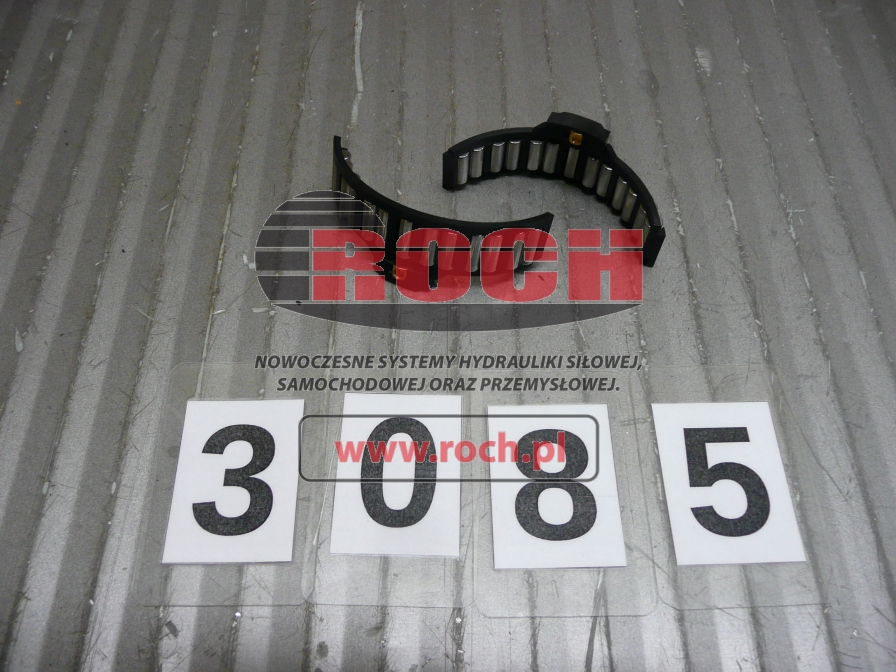 ROCH
NOWOCZESNE SYSTEMY HYDRAULIKI SIŁOWEJ,
SAMOCHODOWEJ ORAZ PRZEMYSŁOWEJ.
www.roch.pl
3 0 8 5